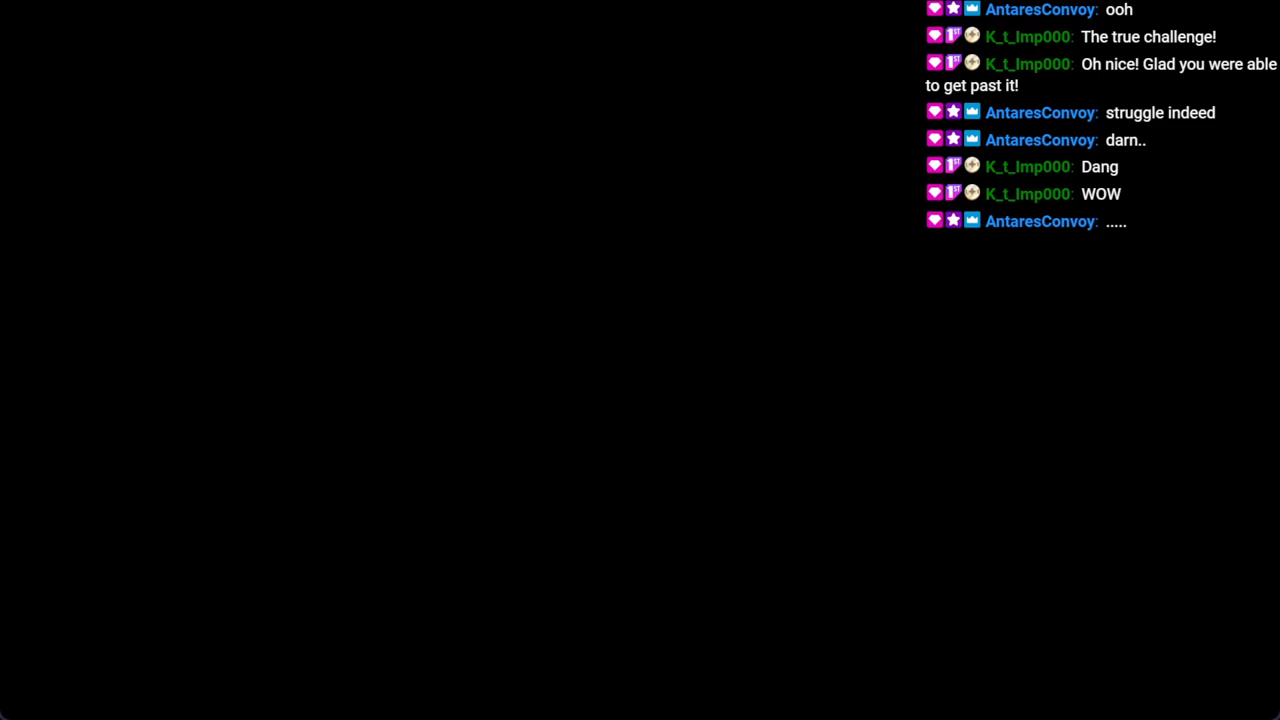 AntaresConvoy: ooh
K_t_Imp000: The true challenge!
K_t_Imp000: Oh nice! Glad you were able
to get past it!
AntaresConvoy: struggle indeed
AntaresConvoy: darn..
K_t_Imp000: Dang
K_t_Imp000: WOW
AntaresConvoy: .....